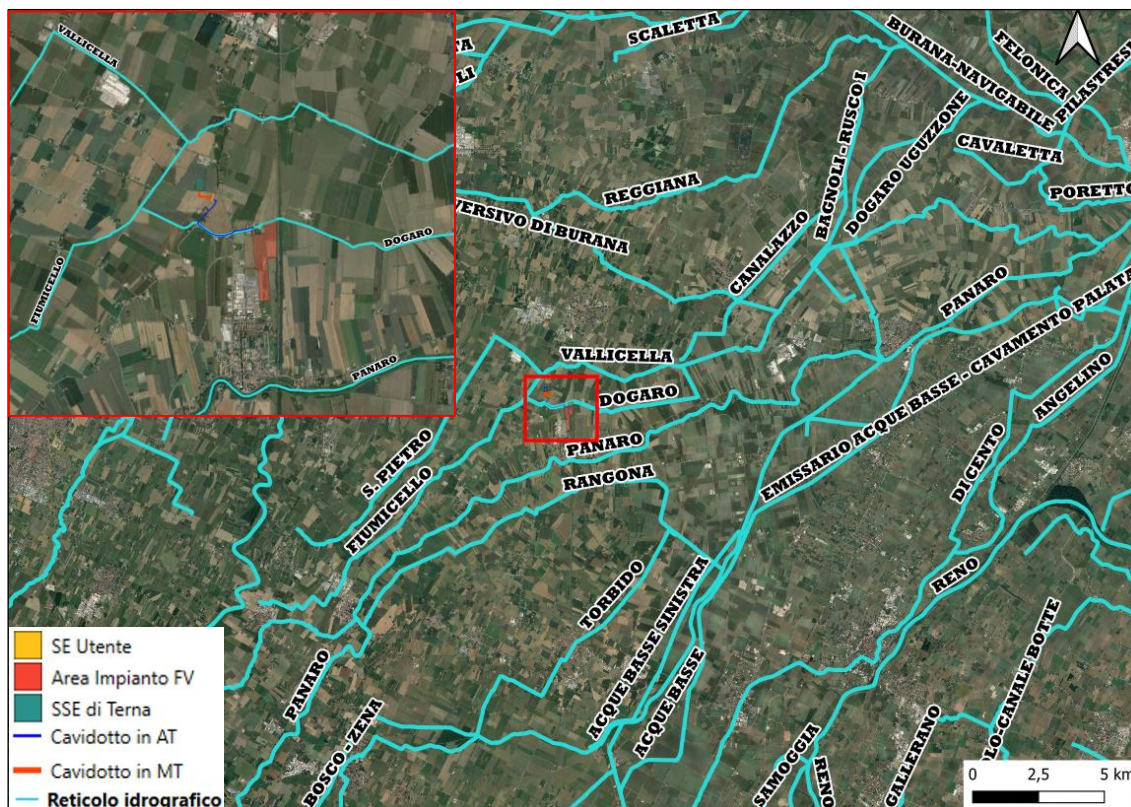 VALLICELLA
FIUMICELLO
DOGARO
PANARO
SCALETTA
BURANA-NAVIGABILE
FELONICA
PILASTRESI
CAVALETTA
PORETTO
REGGIANA
VERSIVO DI BURANA
CANALAZZO
BAGNOLI - RUSCO I
DOGARO UGUZZONE
PANARO
VALLICELLA
DOGARO
PANARO
RANGONA
S. PIETRO
FIUMICELLO
EMISSARIO ACQUE BASSE - CAVAMENTO PALATA
ANGELINO
DI CENTO
RENO
TORBIDO
ACQUE BASSE SINISTRA
ACQUE BASSE
PANARO
BOSCO - ZENA
SAMOGGIA
RENO
GALLERANO
OLO-CANALE BOTTE
SE Utente
Area Impianto FV
SSE di Terna
Cavidotto in AT
Cavidotto in MT
Reticolo idrografico
0 2,5 5 km